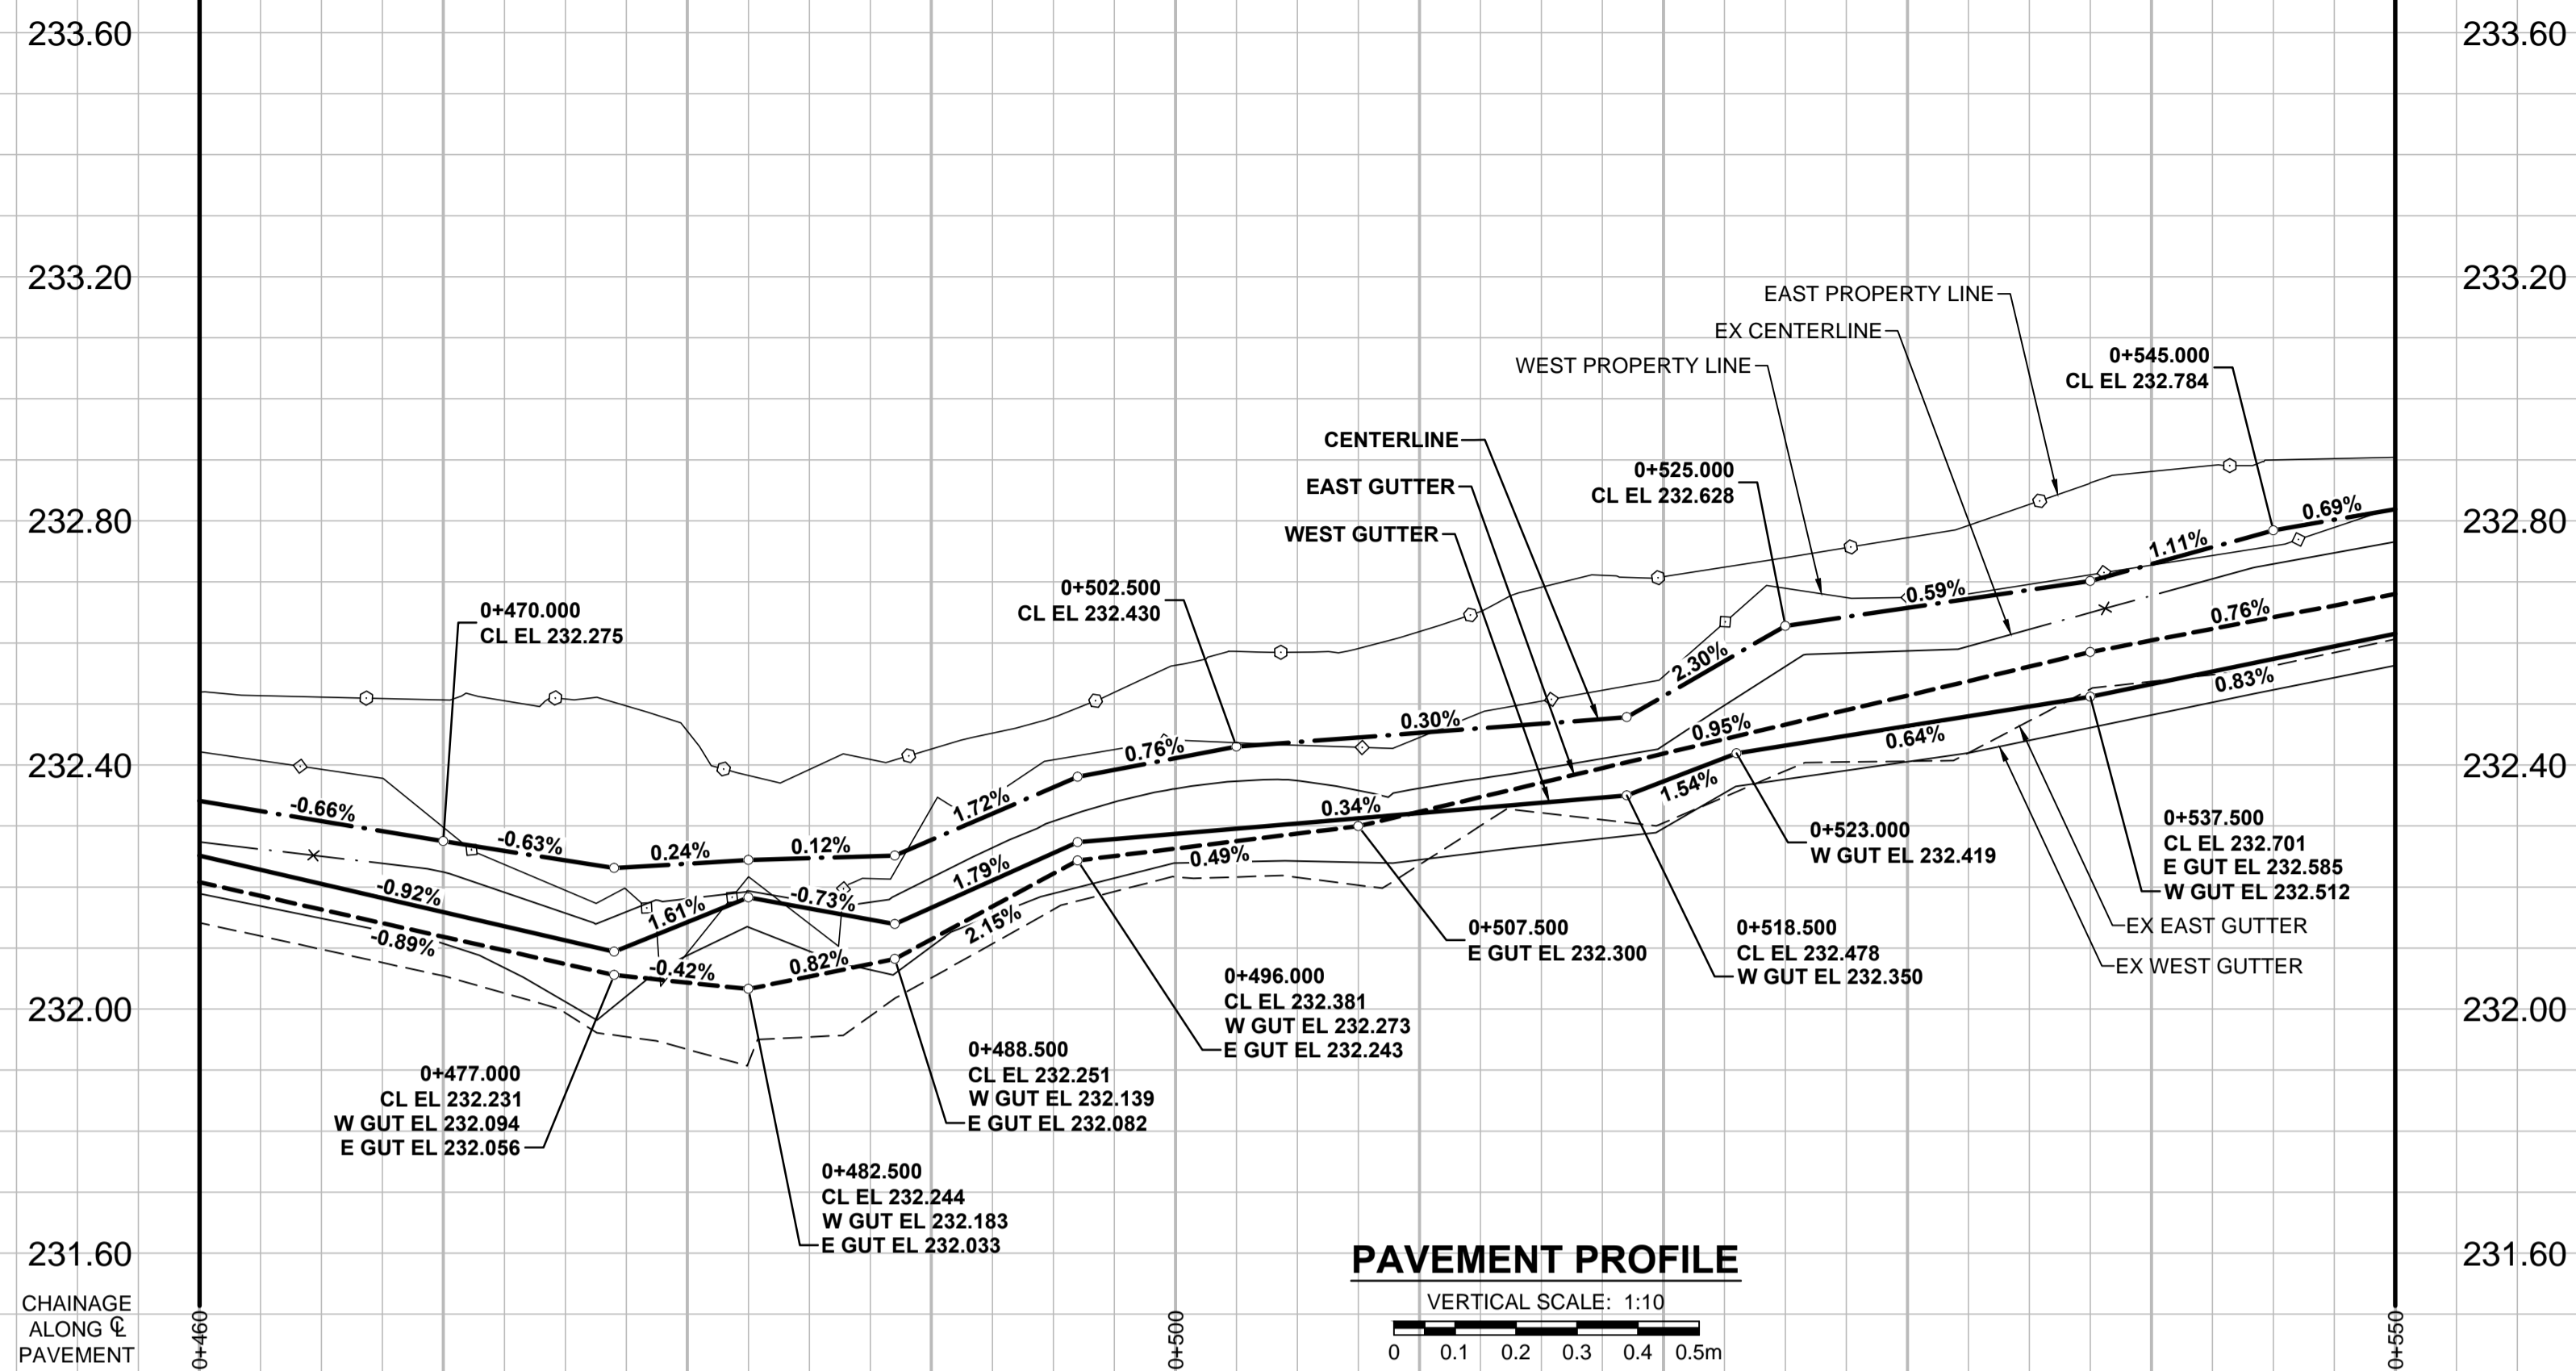 233.60
233.60
233.20
233.20
EAST PROPERTY LINE
EX CENTERLINE
WEST PROPERTY LINE
0+545.000
CL EL 232.784
CENTERLINE
EAST GUTTER
WEST GUTTER
0+525.000
CL EL 232.628
232.80
232.80
0.69%
1.11%
0+502.500
CL EL 232.430
0+470.000
CL EL 232.275
0.59%
0.76%
2.30%
0.83%
0.30%
0.95%
0.64%
0.76%
232.40
232.40
1.54%
-0.66%
-0.63%
0.24%
0.12%
1.72%
0.34%
0+523.000
W GUT EL 232.419
0+537.500
CL EL 232.701
E GUT EL 232.585
W GUT EL 232.512
-0.92%
1.61%
-0.73%
1.79%
0.49%
-0.89%
-0.42%
0.82%
2.15%
0+507.500
E GUT EL 232.300
0+518.500
CL EL 232.478
W GUT EL 232.350
EX EAST GUTTER
EX WEST GUTTER
232.00
232.00
0+496.000
CL EL 232.381
W GUT EL 232.273
E GUT EL 232.243
0+488.500
CL EL 232.251
W GUT EL 232.139
E GUT EL 232.082
0+477.000
CL EL 232.231
W GUT EL 232.094
E GUT EL 232.056
0+482.500
CL EL 232.244
W GUT EL 232.183
E GUT EL 232.033
231.60
231.60
PAVEMENT PROFILE
VERTICAL SCALE: 1:10
0 0.1 0.2 0.3 0.4 0.5m
CHAINAGE
ALONG ℄
PAVEMENT
0+460
0+500
0+550